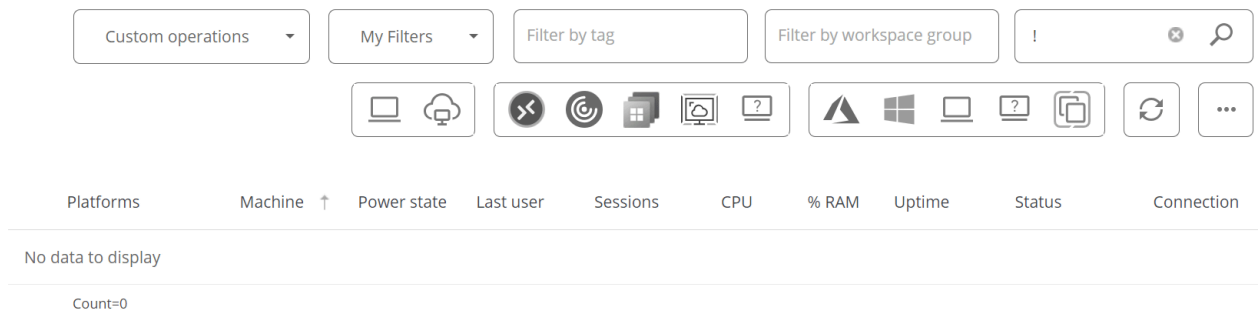 Custom operations My Filters Filter by tag Filter by workspace group !
? ?
Platforms Machine ↑ Power state Last user Sessions CPU % RAM Uptime Status Connection
No data to display
Count=0